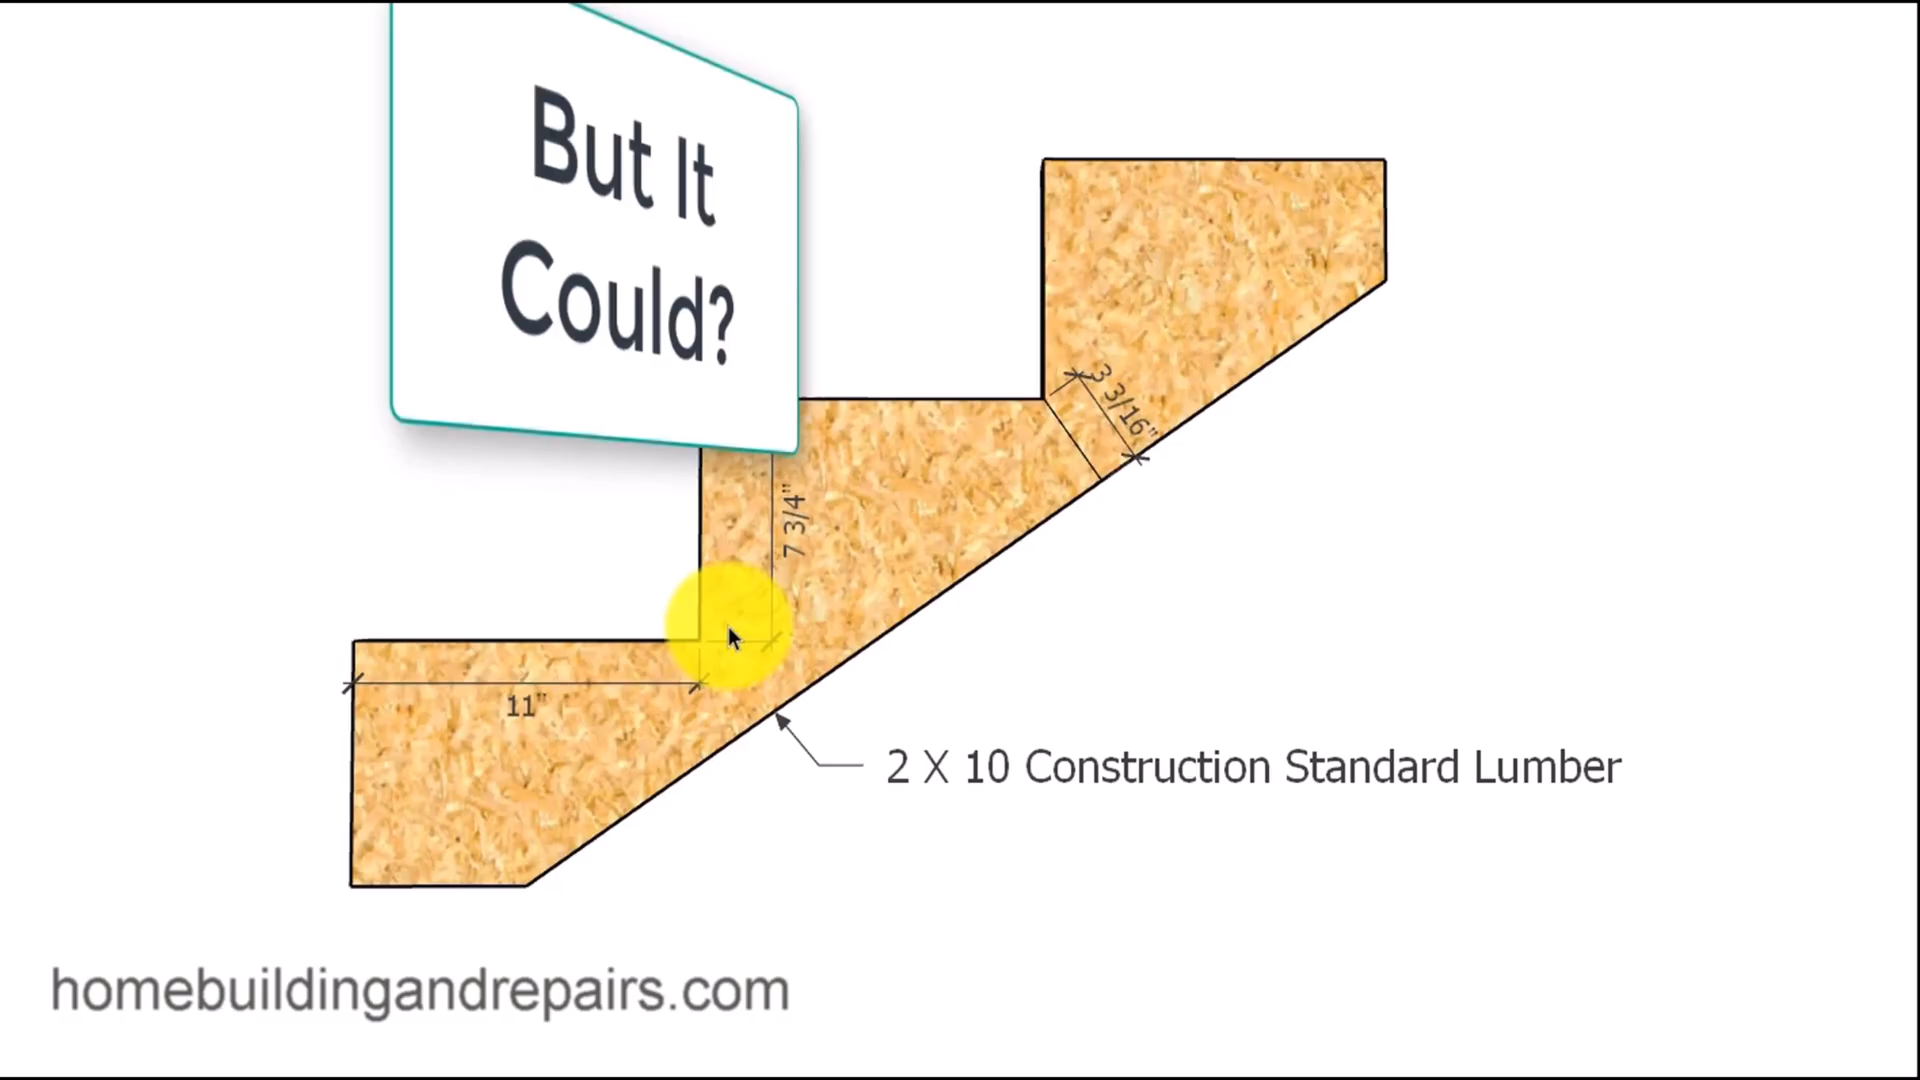 But It
Could?
3 3/16"
7 3/4"
11"
2 X 10 Construction Standard Lumber
homebuildingandrepairs.com